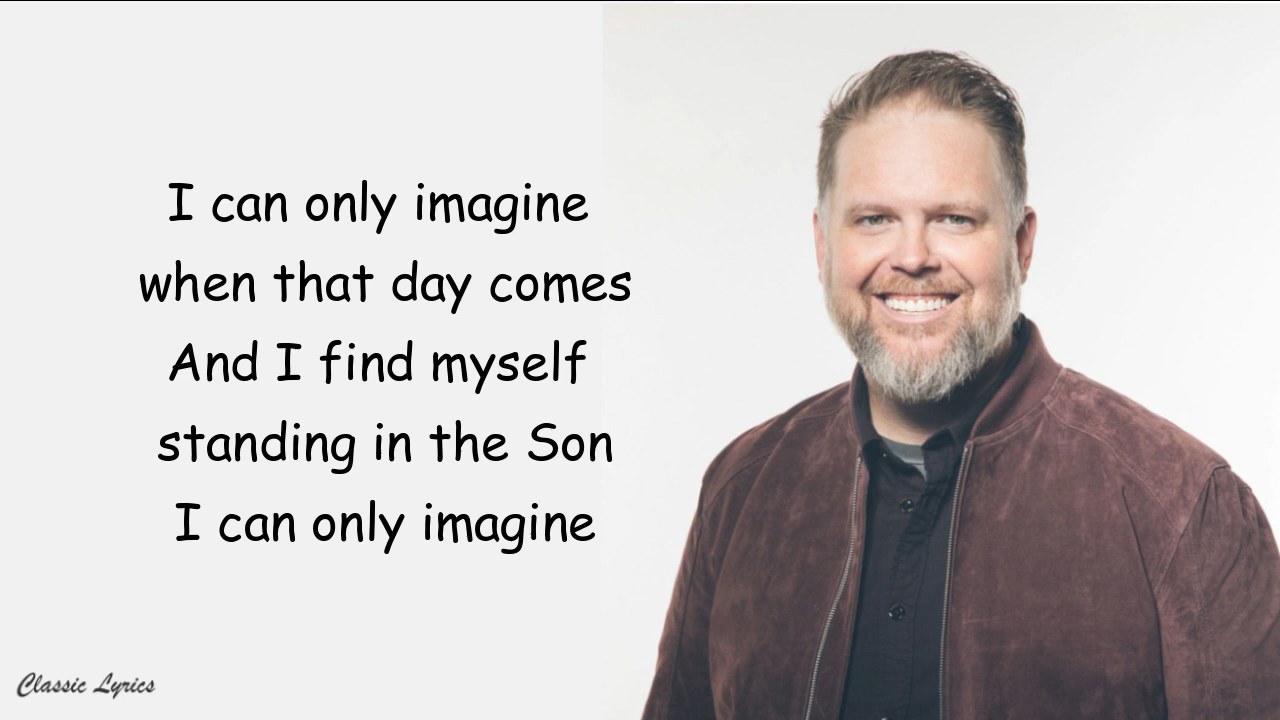 I can only imagine
when that day comes
And I find myself
standing in the Son
I can only imagine
Classic Lyrics